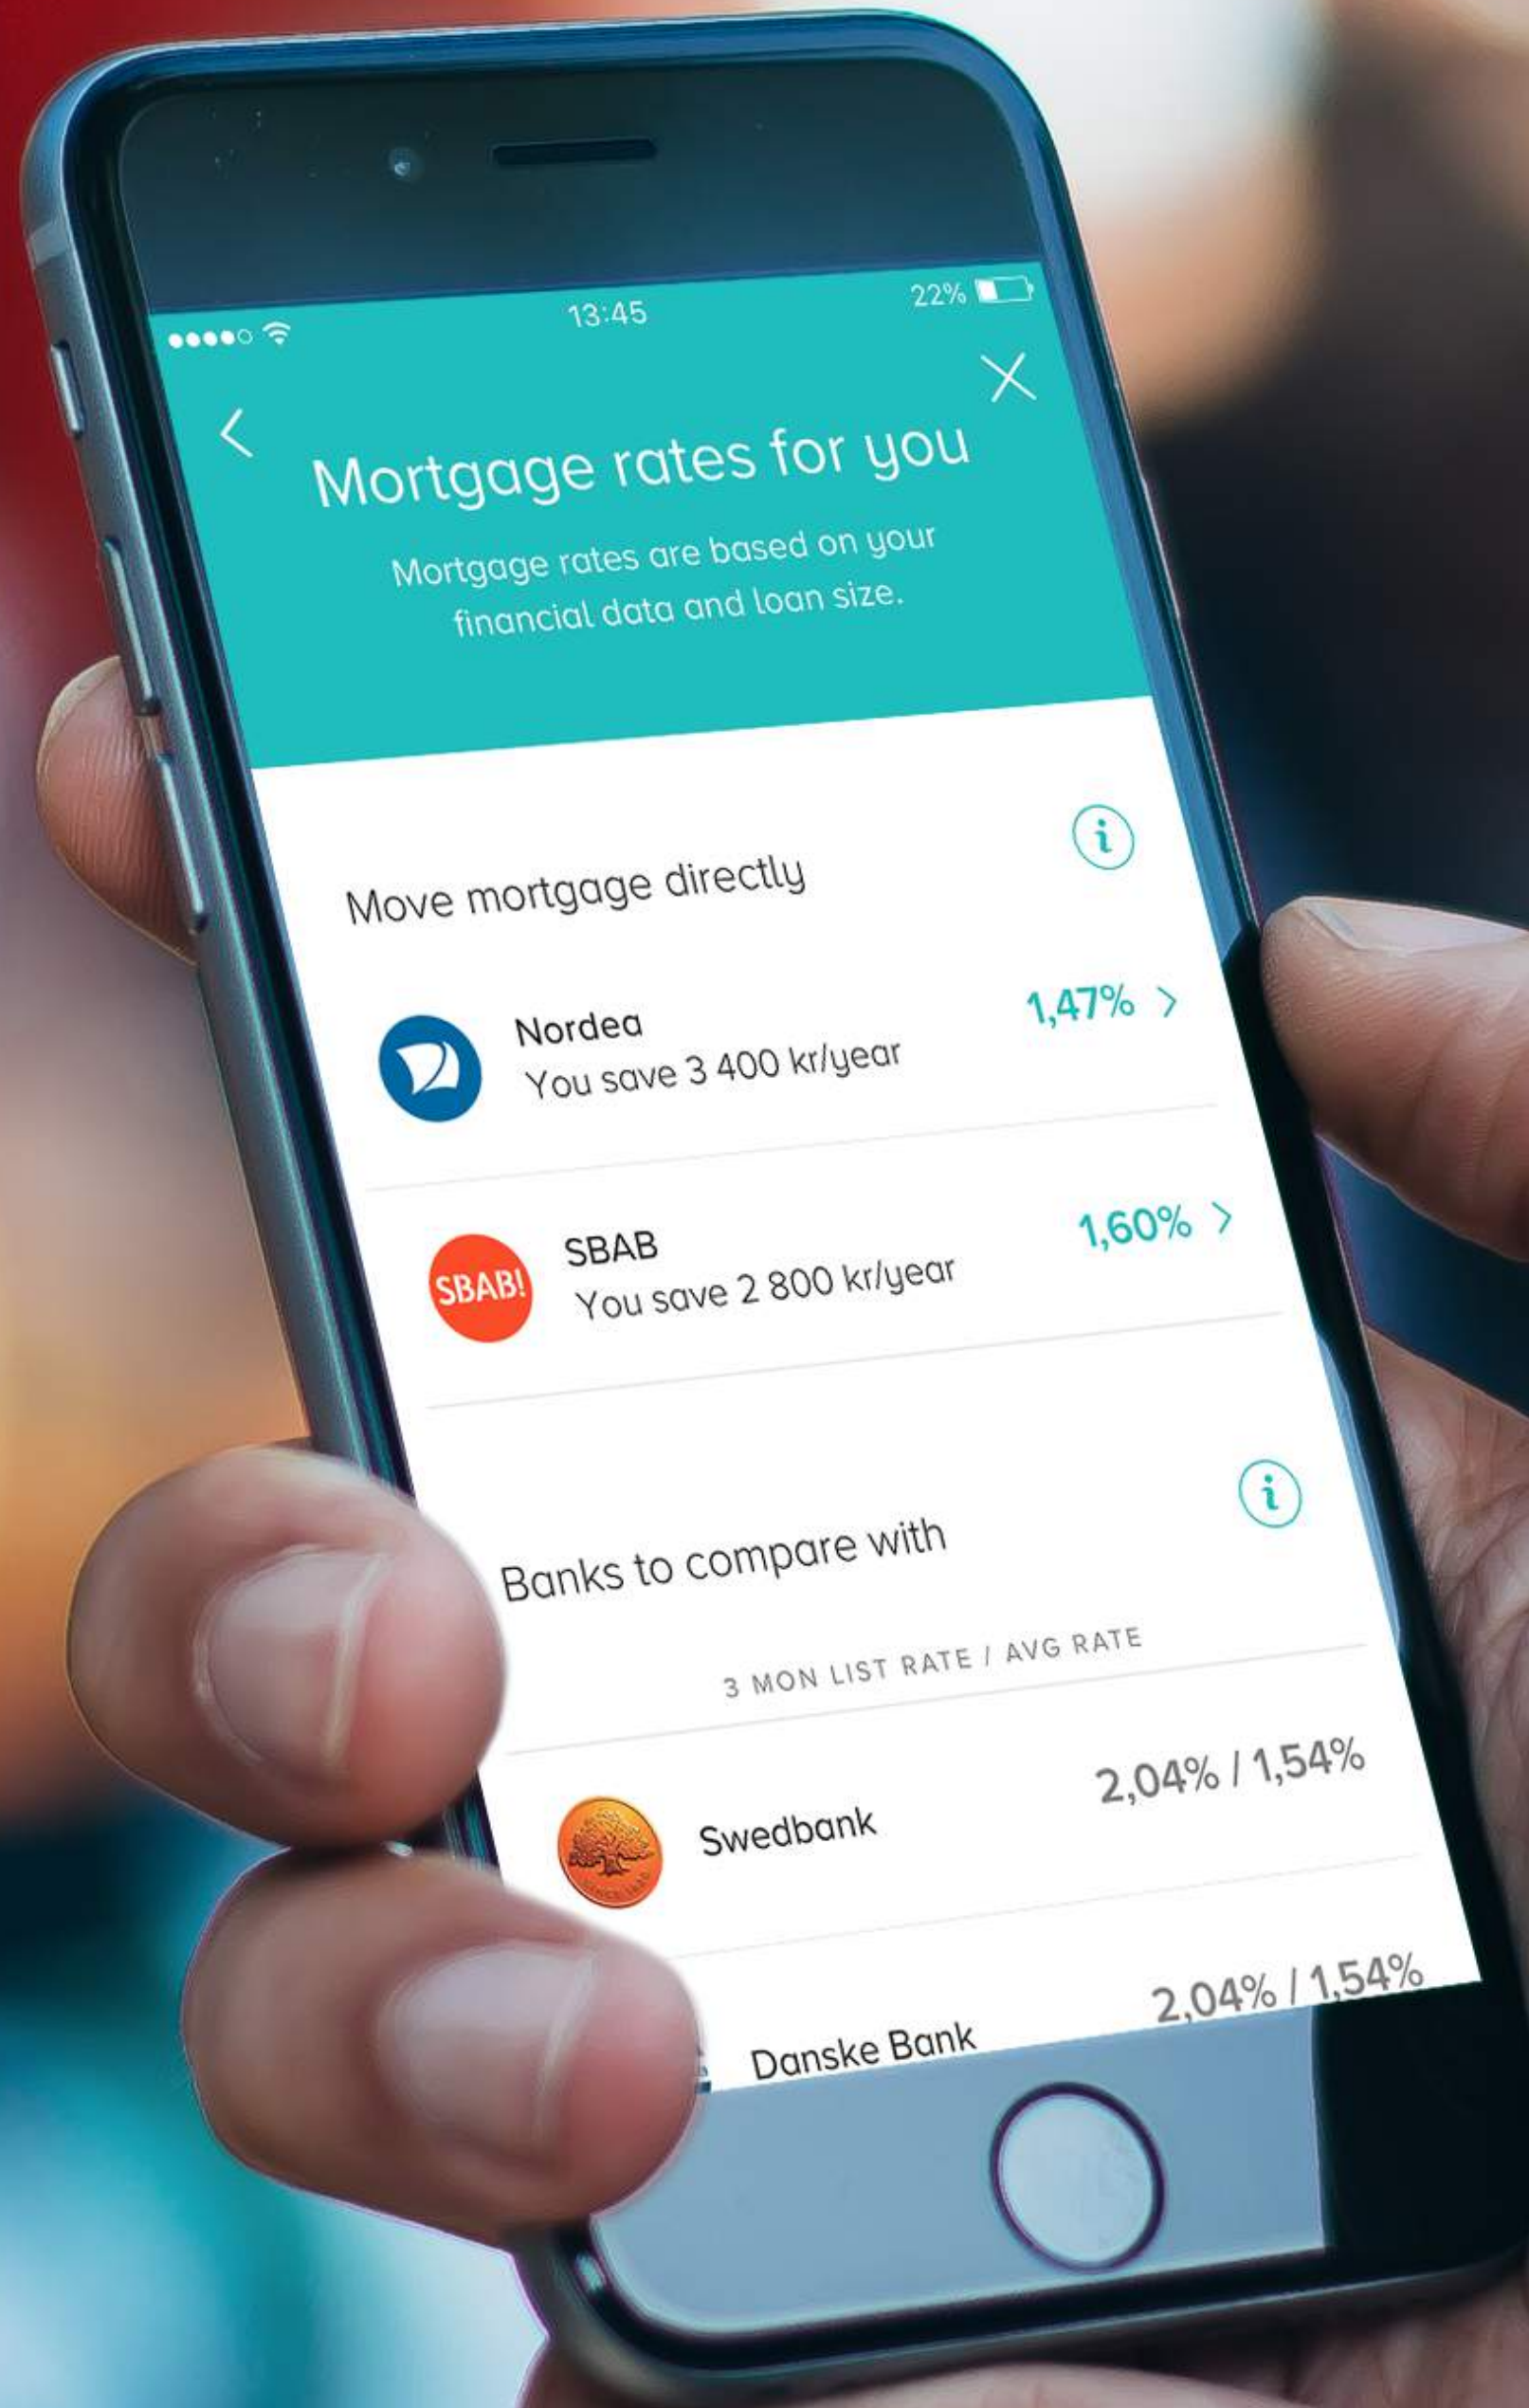 13:45
22%
Mortgage rates for you
Mortgage rates are based on your
financial data and loan size.
Move mortgage directly
Nordea
1,47%
You save 3 400 kr/year
SBAB!
SBAB
1,60%
You save 2 800 kr/year
Banks to compare with
3 MON LIST RATE / AVG RATE
Swedbank
2,04% / 1,54%
Danske Bank
2,04% / 1,54%